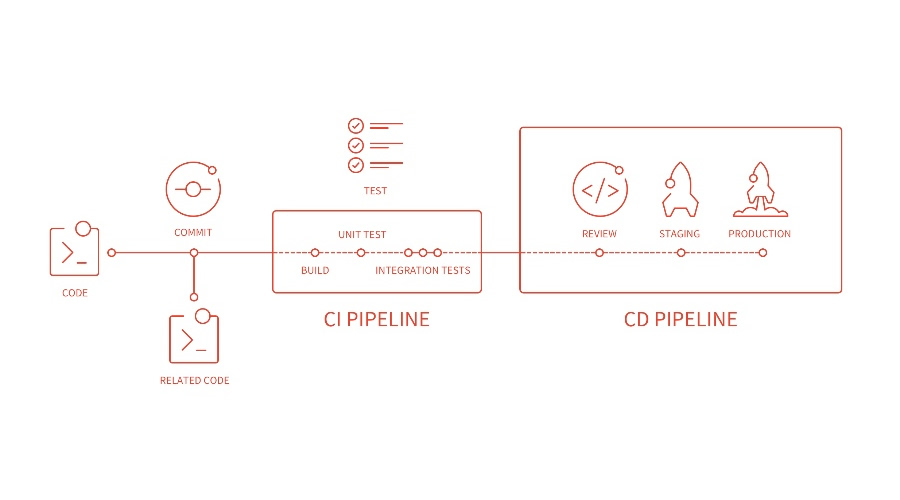 TEST
COMMIT
CODE
RELATED CODE
UNIT TEST
BUILD
INTEGRATION TESTS
CI PIPELINE
REVIEW
STAGING
PRODUCTION
CD PIPELINE